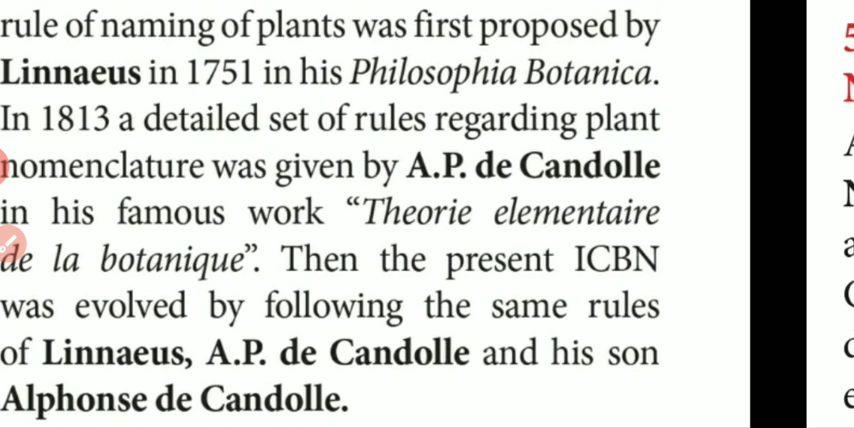 rule of naming of plants was first proposed by
Linnaeus in 1751 in his Philosophia Botanica.
In 1813 a detailed set of rules regarding plant
nomenclature was given by A.P. de Candolle
in his famous work “Theorie elementaire
de la botanique”. Then the present ICBN
was evolved by following the same rules
of Linnaeus, A.P. de Candolle and his son
Alphonse de Candolle.
5
N
A
N
a
C
c
e